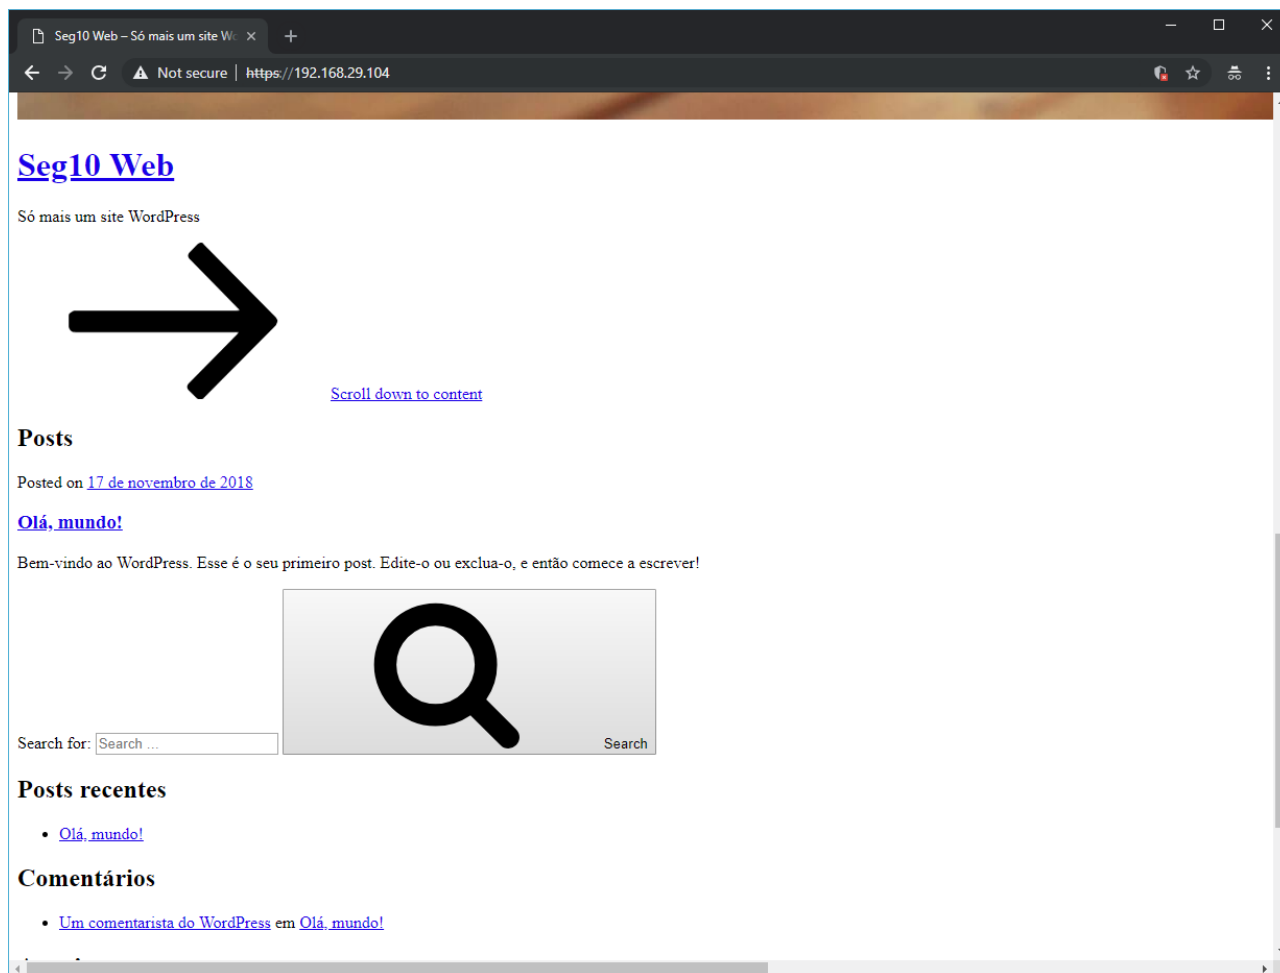 Seg10 Web – Só mais um site Wo
Not secure | https://192.168.29.104
Seg10 Web
Só mais um site WordPress
Scroll down to content
Posts
Posted on 17 de novembro de 2018
Olá, mundo!
Bem-vindo ao WordPress. Esse é o seu primeiro post. Edite-o ou exclua-o, e então comece a escrever!
Search for: Search ... Search
Posts recentes
Olá, mundo!
Comentários
Um comentarista do WordPress em Olá, mundo!